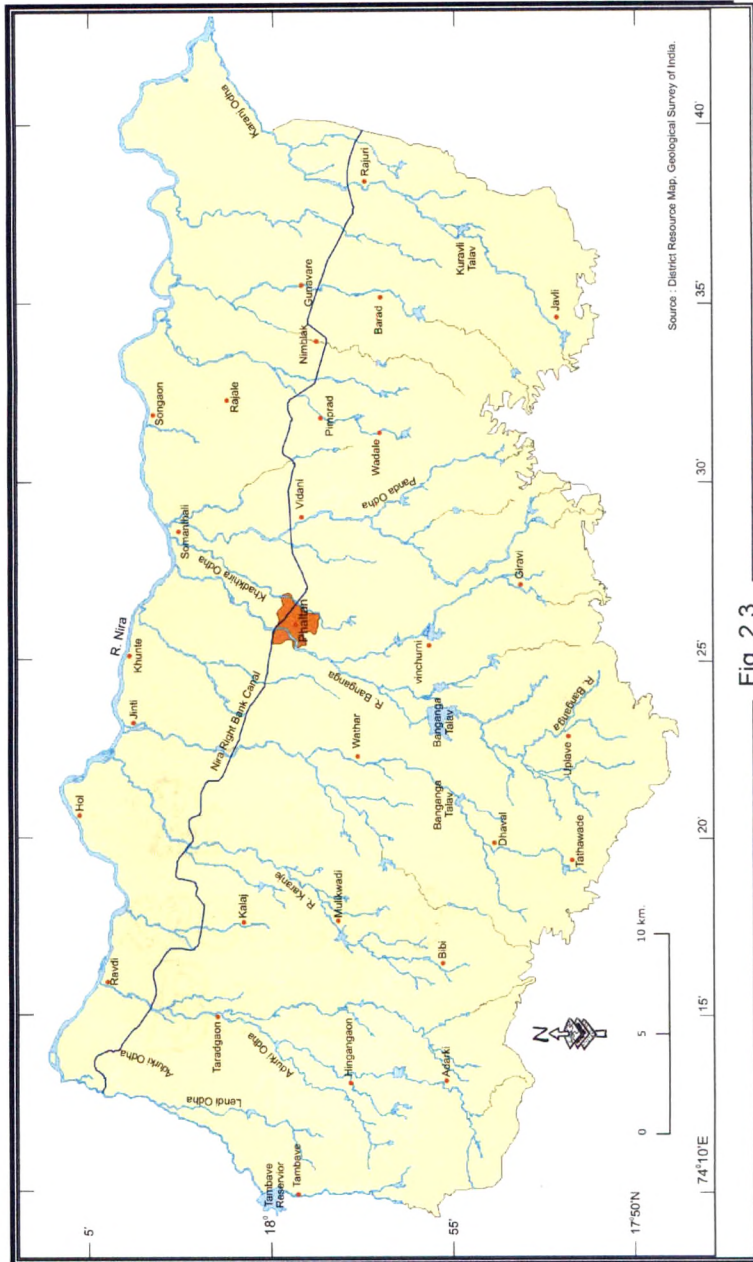 5'
18°
55'
17°50'N
74°10'E
15'
20'
25'
30'
35'
40'
R. Nira
Hol
Jinti
Khunte
Ravdi
Somanthali
Songaon
Rajale
Karanj Odha
Khadkhira Odha
Adurki Odha
Nira Right Bank Canal
Phaltan
Vidani
Pimprad
Nimblak
Gunavare
Rajuri
Barad
Wadale
Panda Odha
Kuravli
Talav
Javli
Kalaj
Taradgaon
Adurki Odha
Lendi Odha
Tambave
Reservior
Tambave
Hingangaon
Adarki
Mulikwadi
R. Karanje
Bibi
Wathar
R. Banganga
Banganga
Talav
Banganga
Talav
vinchurni
Giravi
Dhaval
Tathawade
Uplave
R. Banganga
N
0
5
10 km.
Source : District Resource Map, Geological Survey of India.
Fig. 2.3